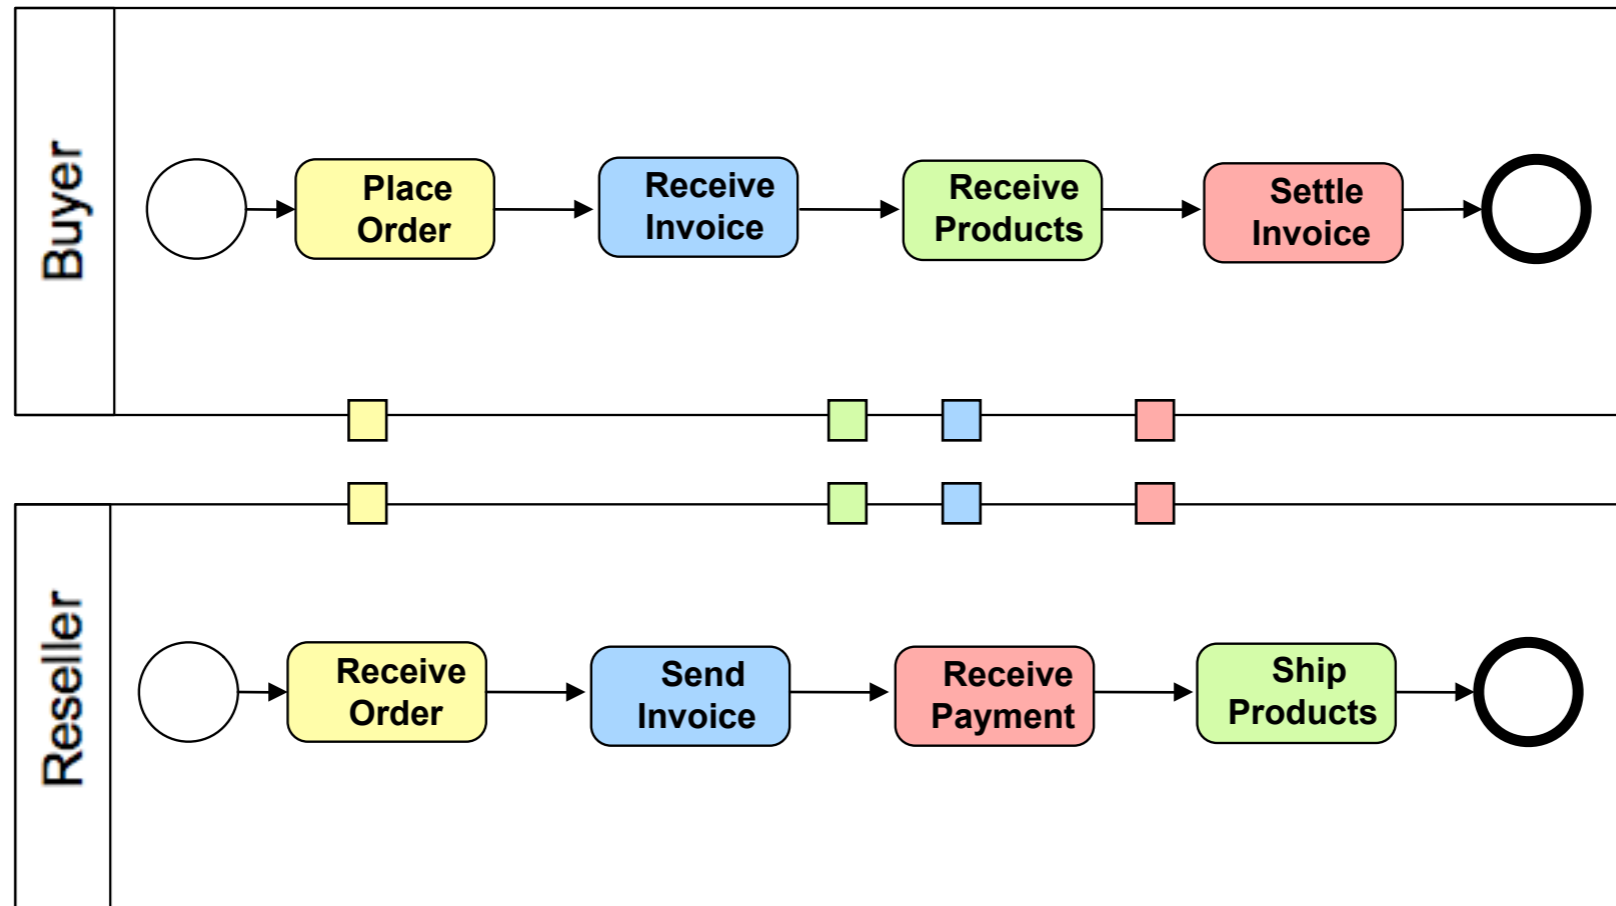 Buyer
Place
Order
Receive
Invoice
Receive
Products
Settle
Invoice
Reseller
Receive
Order
Send
Invoice
Receive
Payment
Ship
Products